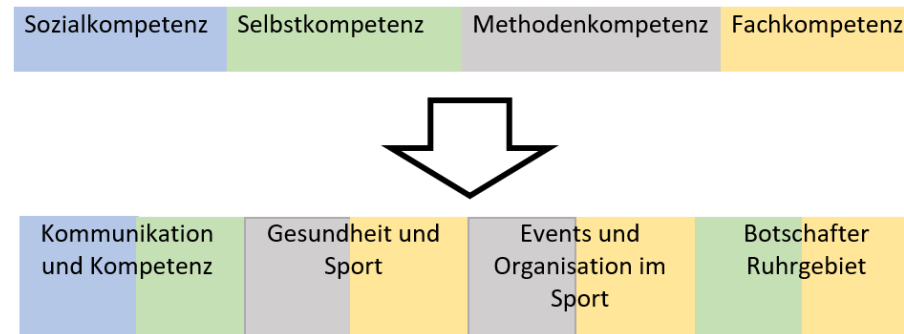 Sozialkompetenz Selbstkompetenz Methodenkompetenz Fachkompetenz
Kommunikation
und Kompetenz
Gesundheit und
Sport
Events und
Organisation im
Sport
Botschafter
Ruhrgebiet